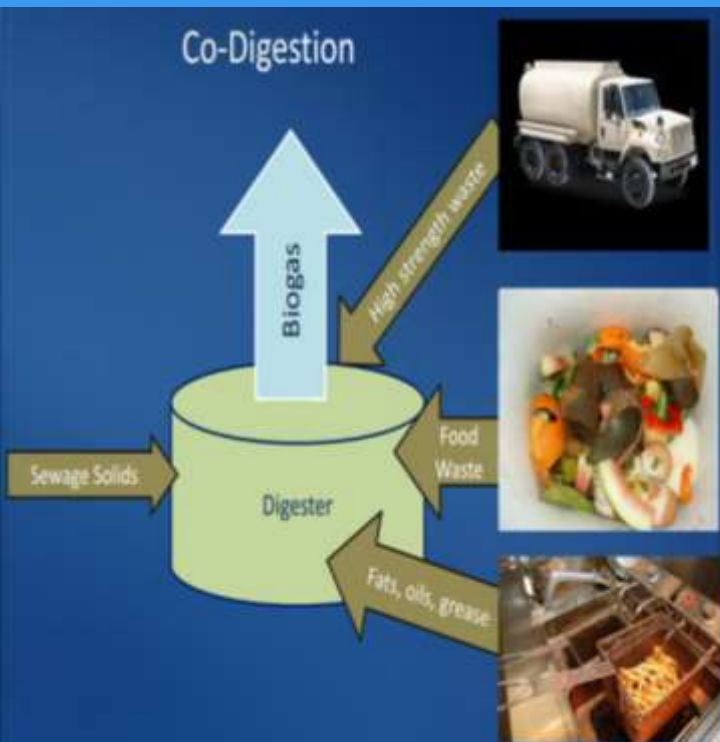 Co-Digestion
Biogas
High strength waste
Food
Waste
Sewage Solids
Digester
Fats, oils, grease